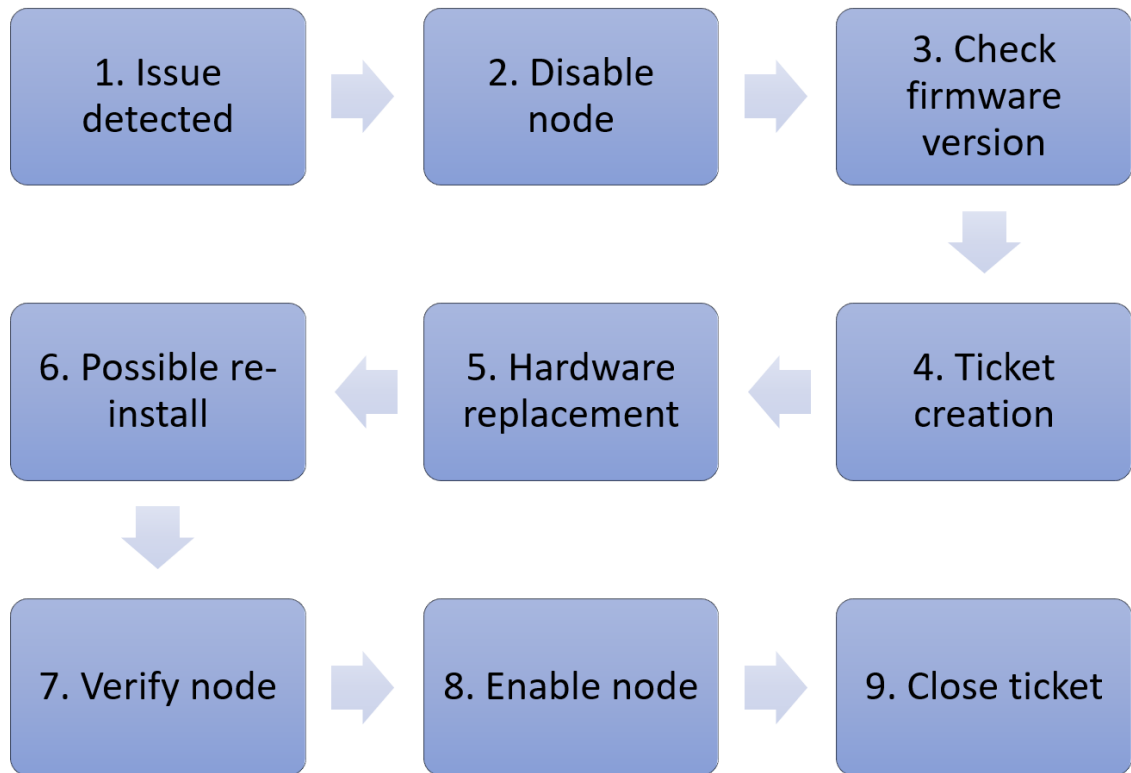 1. Issue
detected
2. Disable
node
3. Check
firmware
version
4. Ticket
creation
5. Hardware
replacement
6. Possible re-
install
7. Verify node
8. Enable node
9. Close ticket